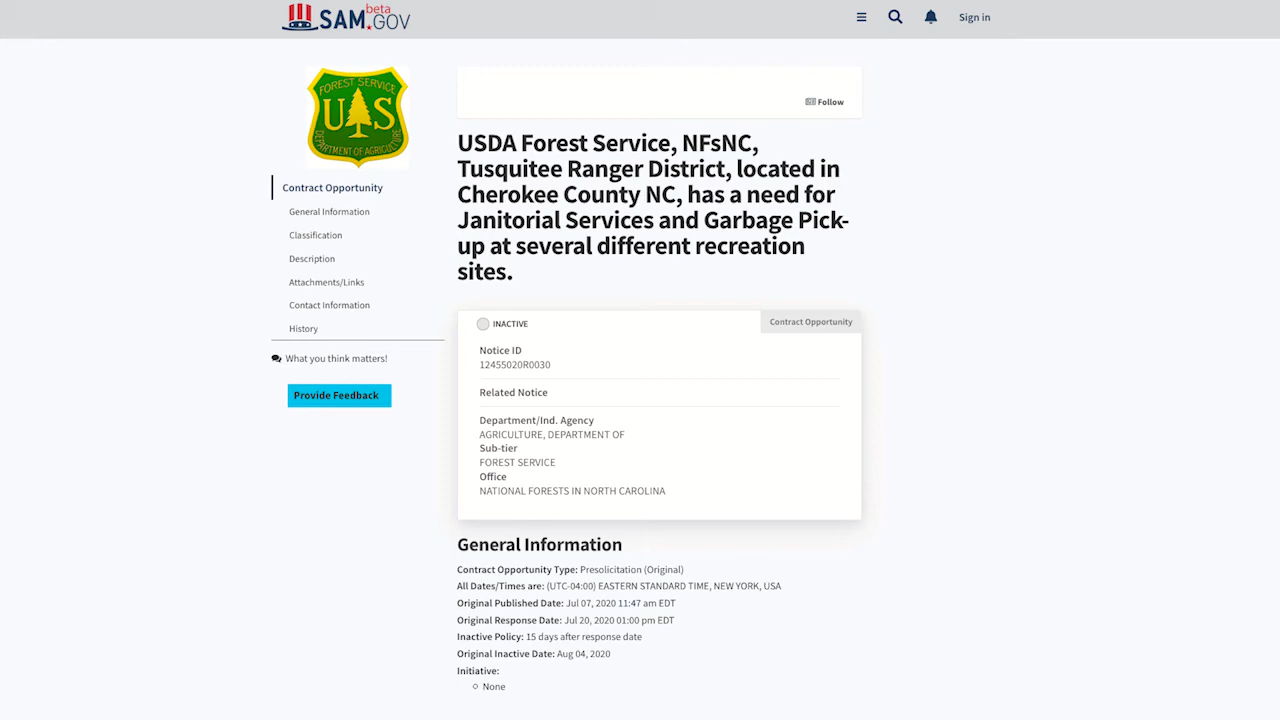 beta
SAM.GOV
Sign in
FOREST SERVICE
U S
DEPARTMENT OF AGRICULTURE
Contract Opportunity
General Information
Classification
Description
Attachments/Links
Contact Information
History
What you think matters!
Provide Feedback
Follow
USDA Forest Service, NFsNC,
Tusquitee Ranger District, located in
Cherokee County NC, has a need for
Janitorial Services and Garbage Pick-
up at several different recreation
sites.
INACTIVE
Contract Opportunity
Notice ID
12455020R0030
Related Notice
Department/Ind. Agency
AGRICULTURE, DEPARTMENT OF
Sub-tier
FOREST SERVICE
Office
NATIONAL FORESTS IN NORTH CAROLINA
General Information
Contract Opportunity Type: Presolicitation (Original)
All Dates/Times are: (UTC-04:00) EASTERN STANDARD TIME, NEW YORK, USA
Original Published Date: Jul 07, 2020 11:47 am EDT
Original Response Date: Jul 20, 2020 01:00 pm EDT
Inactive Policy: 15 days after response date
Original Inactive Date: Aug 04, 2020
Initiative:
None